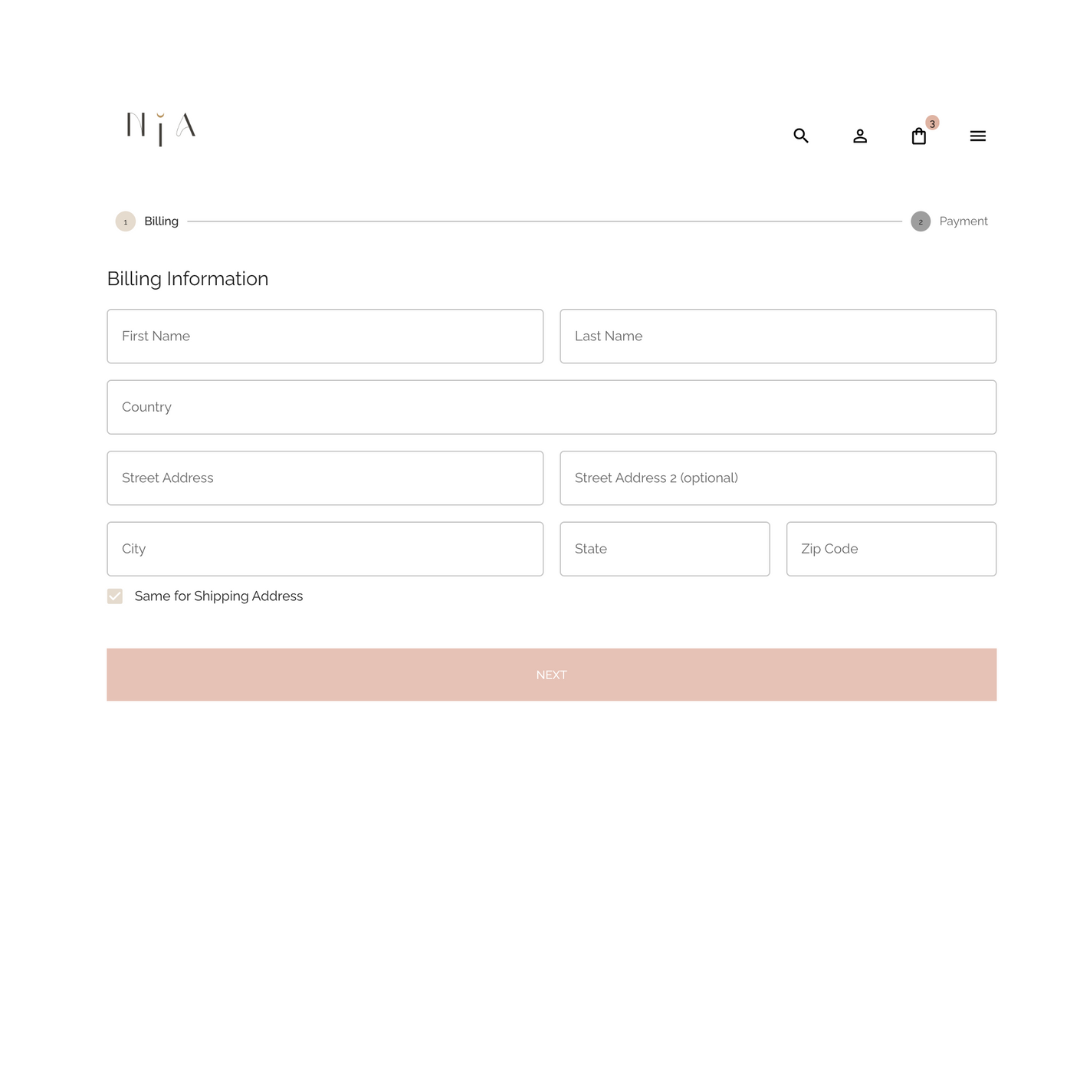 NiA
3
1 Billing 2 Payment
Billing Information
First Name Last Name
Country
Street Address Street Address 2 (optional)
City State Zip Code
Same for Shipping Address
NEXT